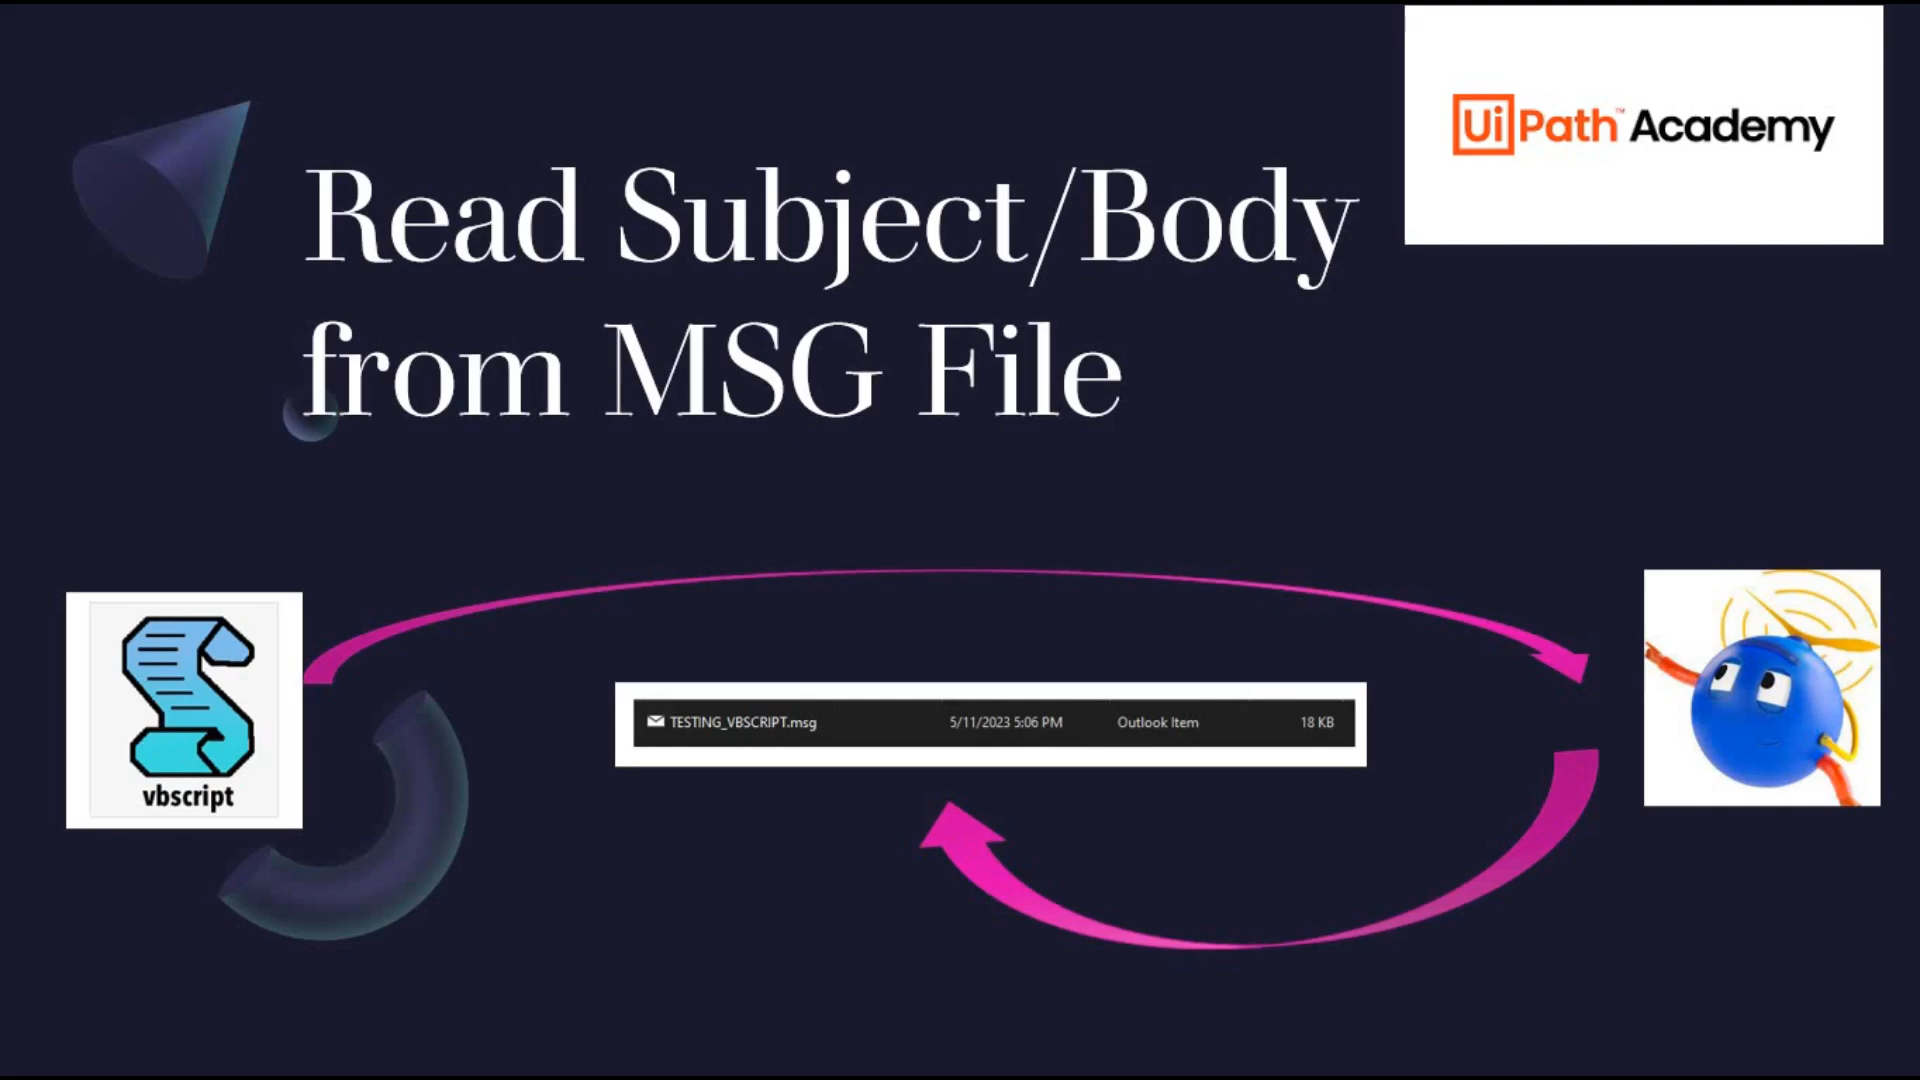 UiPath™ Academy
Read Subject/Body
from MSG File
vbscript
TESTING_VBSCRIPT.msg 5/11/2023 5:06 PM Outlook Item 18 KB